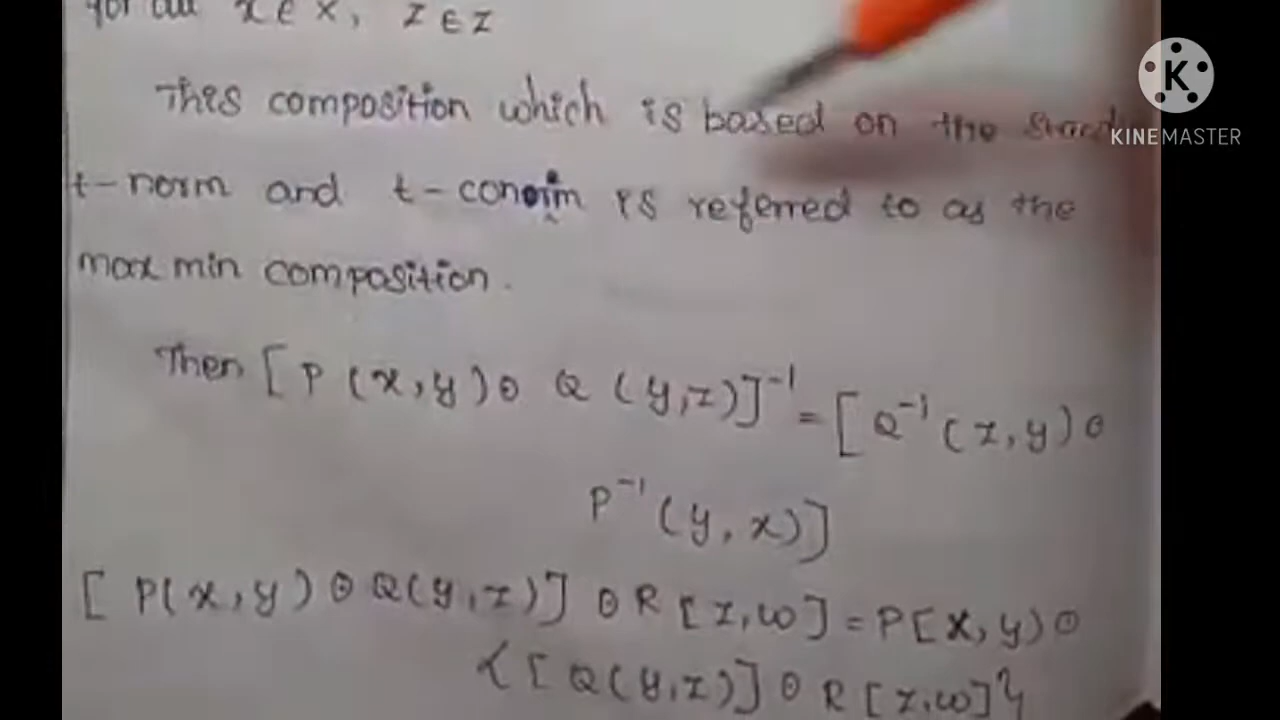 for all x ∈ X, z ∈ z
This composition which is based on the
t-norm and t-conoim is referred to as the
max min composition.
Then [P (x,y) ⊙ Q (y,z)]⁻¹ = [Q⁻¹ (z,y) ⊙
P⁻¹ (y,x)]
[P(x,y) ⊙ Q(y,z)] ⊙ R [z,w] = P[x,y) ⊙
{[Q(y,z)] ⊙ R [z,w]}
K
KINEMASTER